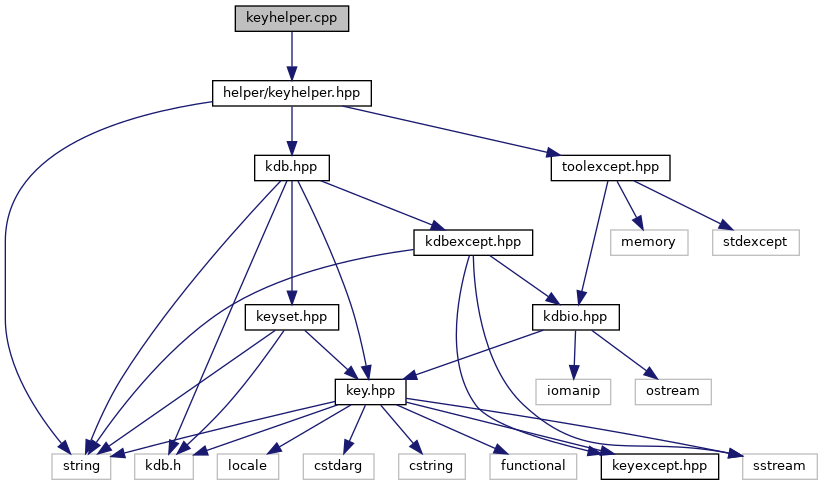 keyhelper.cpp
helper/keyhelper.hpp
kdb.hpp
toolexcept.hpp
kdbexcept.hpp
memory
stdexcept
keyset.hpp
kdbio.hpp
key.hpp
iomanip
ostream
string
kdb.h
locale
cstdarg
cstring
functional
keyexcept.hpp
sstream